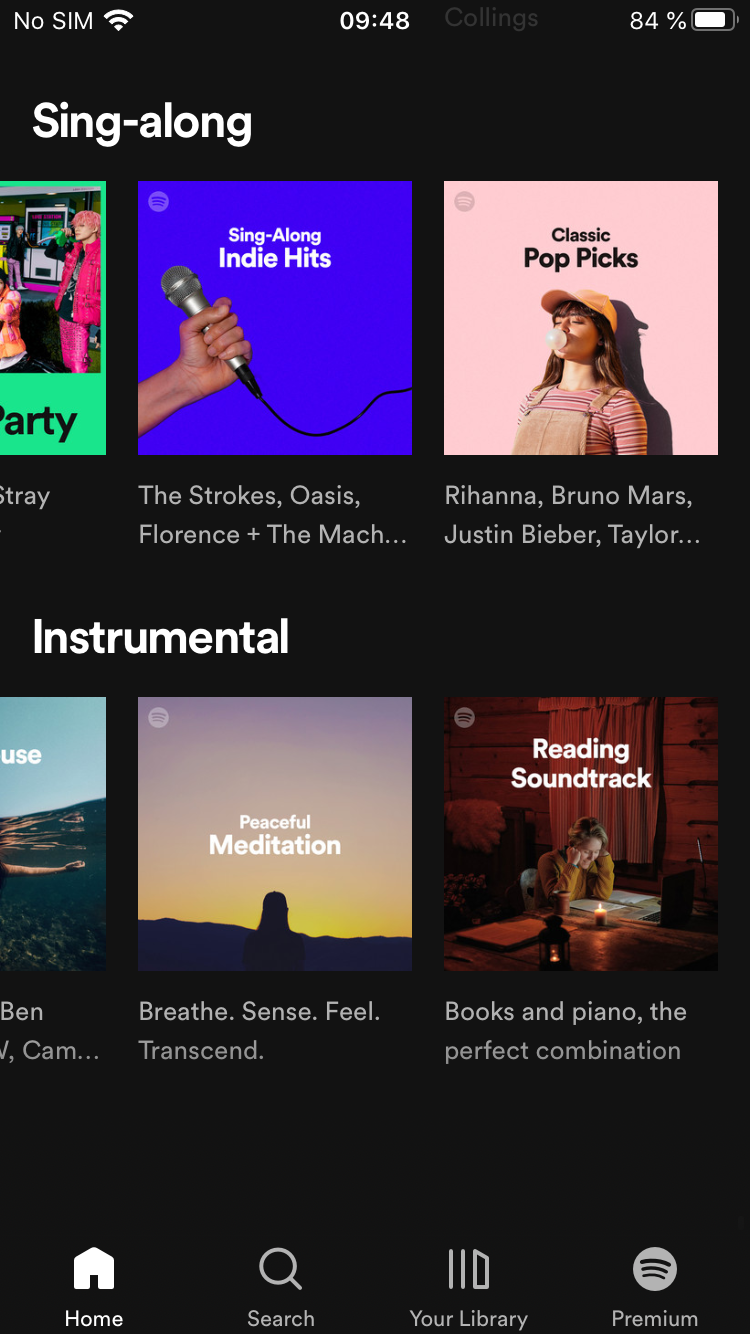 No SIM 09:48 84 %
Collings
Sing-along
Party
Stray
Sing-Along
Indie Hits
The Strokes, Oasis,
Florence + The Mach...
Classic
Pop Picks
Rihanna, Bruno Mars,
Justin Bieber, Taylor...
Instrumental
use
Ben
, Cam...
Peaceful
Meditation
Breathe. Sense. Feel.
Transcend.
Reading
Soundtrack
Books and piano, the
perfect combination
Home
Search
Your Library
Premium